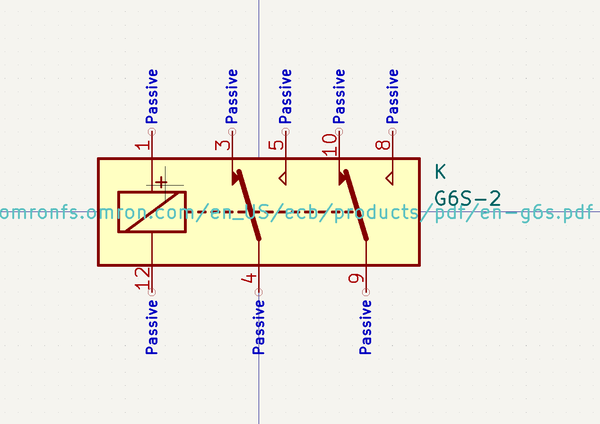 Passive Passive Passive Passive Passive
1 3 5 10 8
+
K
G6S-2
omronfs.omron.com/en_US/ecb/products/pdf/en-g6s.pdf
12 4 9
Passive Passive Passive